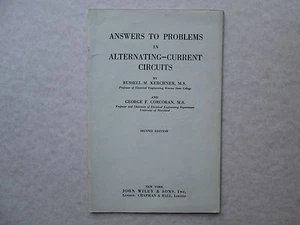 ANSWERS TO PROBLEMS
IN
ALTERNATING-CURRENT
CIRCUITS
BY
RUSSELL M. KERCHNER, M.S.
Professor of Electrical Engineering, Kansas State College
AND
GEORGE F. CORCORAN, M.S.
Professor and Chairman of Electrical Engineering Department
University of Maryland
SECOND EDITION
NEW YORK
JOHN WILEY & SONS, Inc.
London: CHAPMAN & HALL, Limited